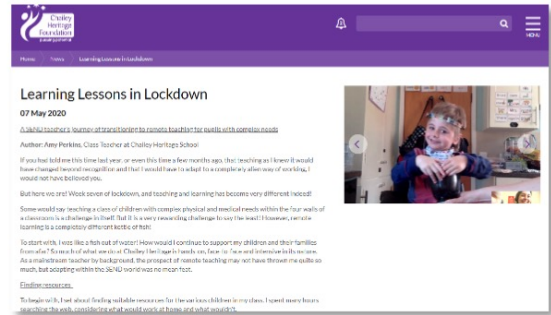 Chailey
Heritage
Foundation
MENU
Home News Learning Lessons in Lockdown
Learning Lessons in Lockdown
07 May 2020
A SEND teacher's journey of transitioning to remote teaching for pupils with complex needs
Author: Amy Perkins, Class Teacher at Chailey Heritage School
If you had told me this time last year, or even this time a few months ago, that teaching as I knew it would
have changed beyond recognition and that I would have to adapt to a completely alien way of working, I
would not have believed you.
But here we are! Week seven of lockdown, and teaching and learning has become very different indeed!
Some would say teaching a class of children with complex physical and medical needs within the four walls of
a classroom is a challenge in itself. But it is a very rewarding challenge to say the least! However, remote
learning is a completely different kettle of fish!
To start with, I was like a fish out of water! How would I continue to support my children and their families
from afar? So much of what we do at Chailey Heritage is hands-on, face-to-face and intensive in its nature.
As a mainstream teacher by background, the prospect of remote teaching may not have thrown me quite so
much, but adapting within the SEND world was no mean feat.
Finding resources
To begin with, I set about finding suitable resources for the various children in my class. I spent many hours
searching the web, considering what would work at home and what wouldn't.